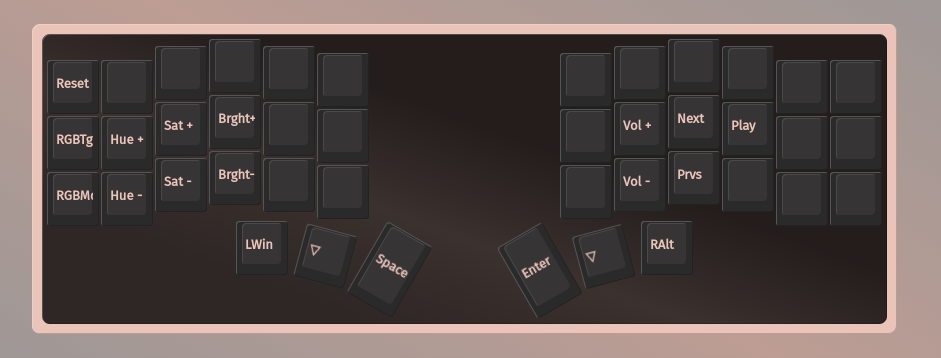 Reset
RGBTg
Hue +
Sat +
Brght+
RGBMo
Hue -
Sat -
Brght-
Vol +
Next
Play
Vol -
Prvs
LWin
▽
Space
Enter
▽
RAlt